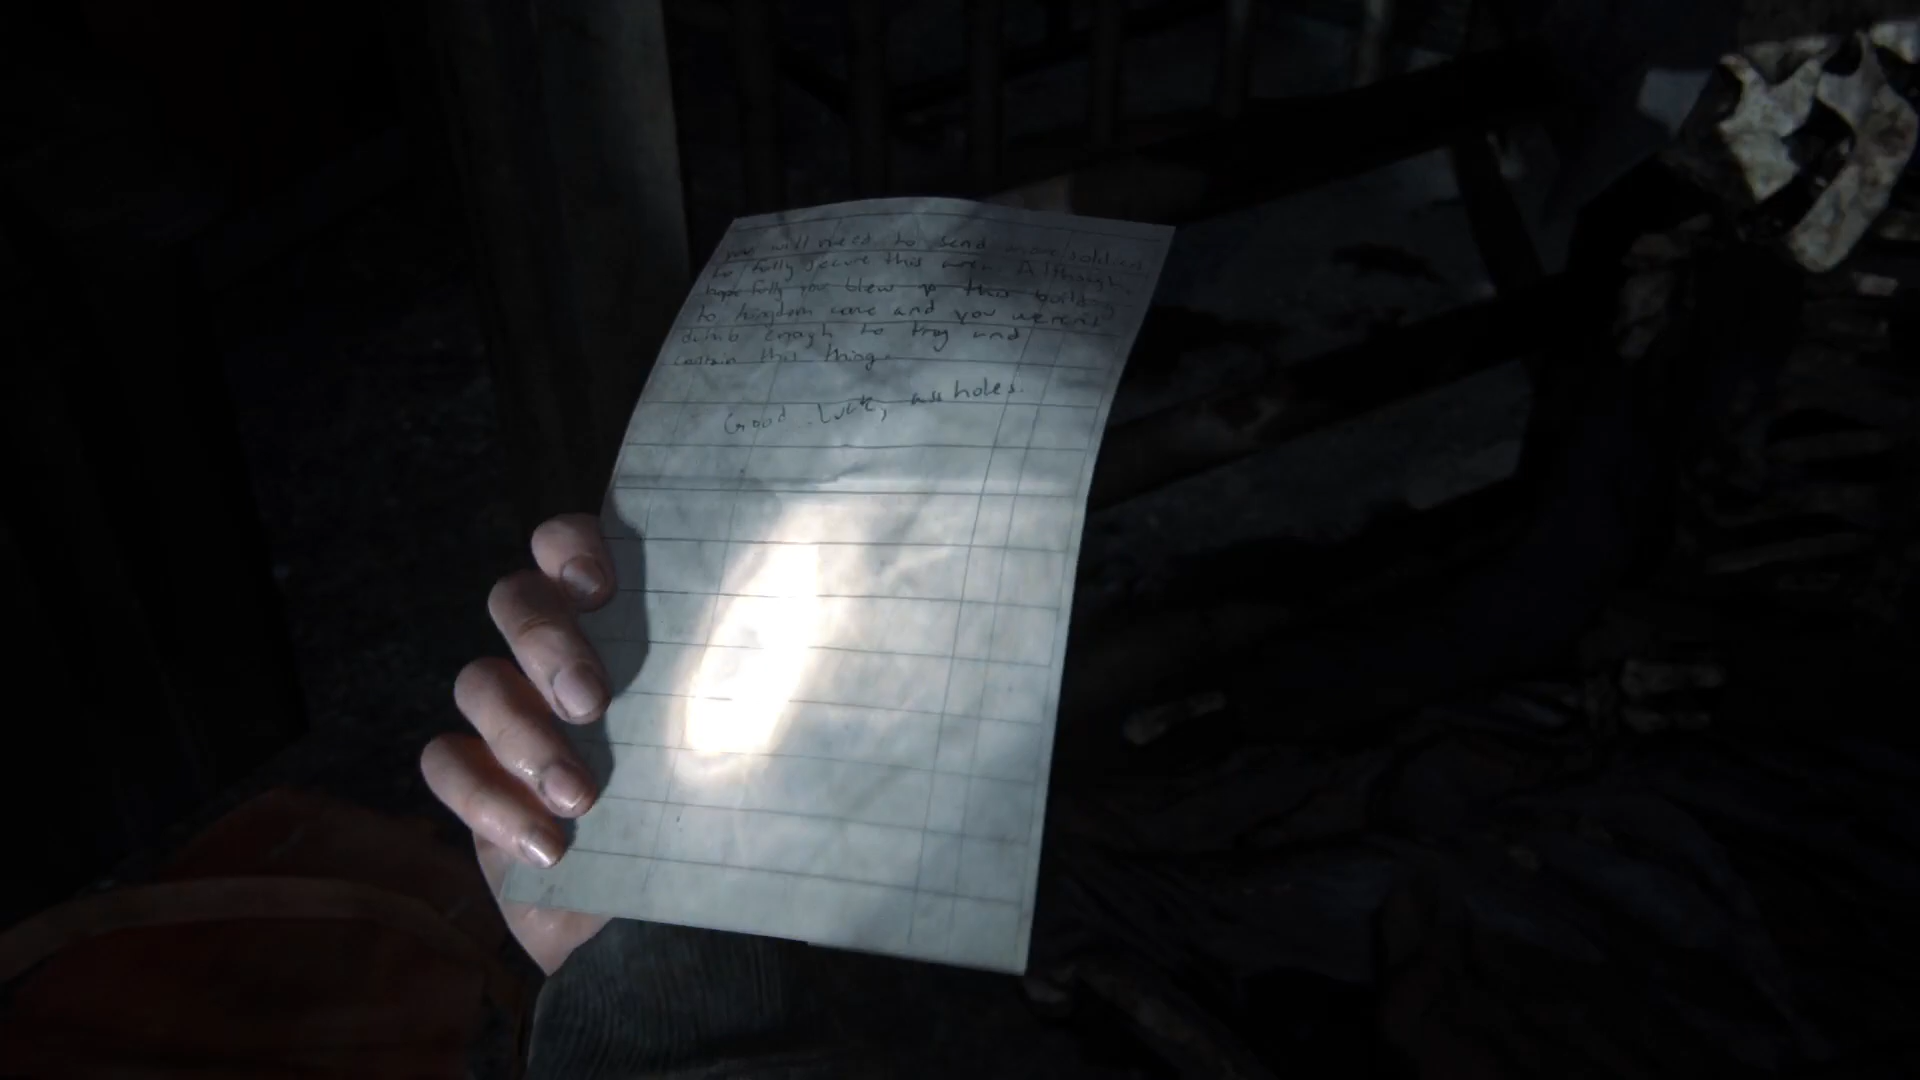 you will need to send more soldiers
to fully secure this area. Although,
hopefully you blew up this building
to kingdom come and you weren't
dumb enough to try and
contain this thing.
Good luck, assholes.